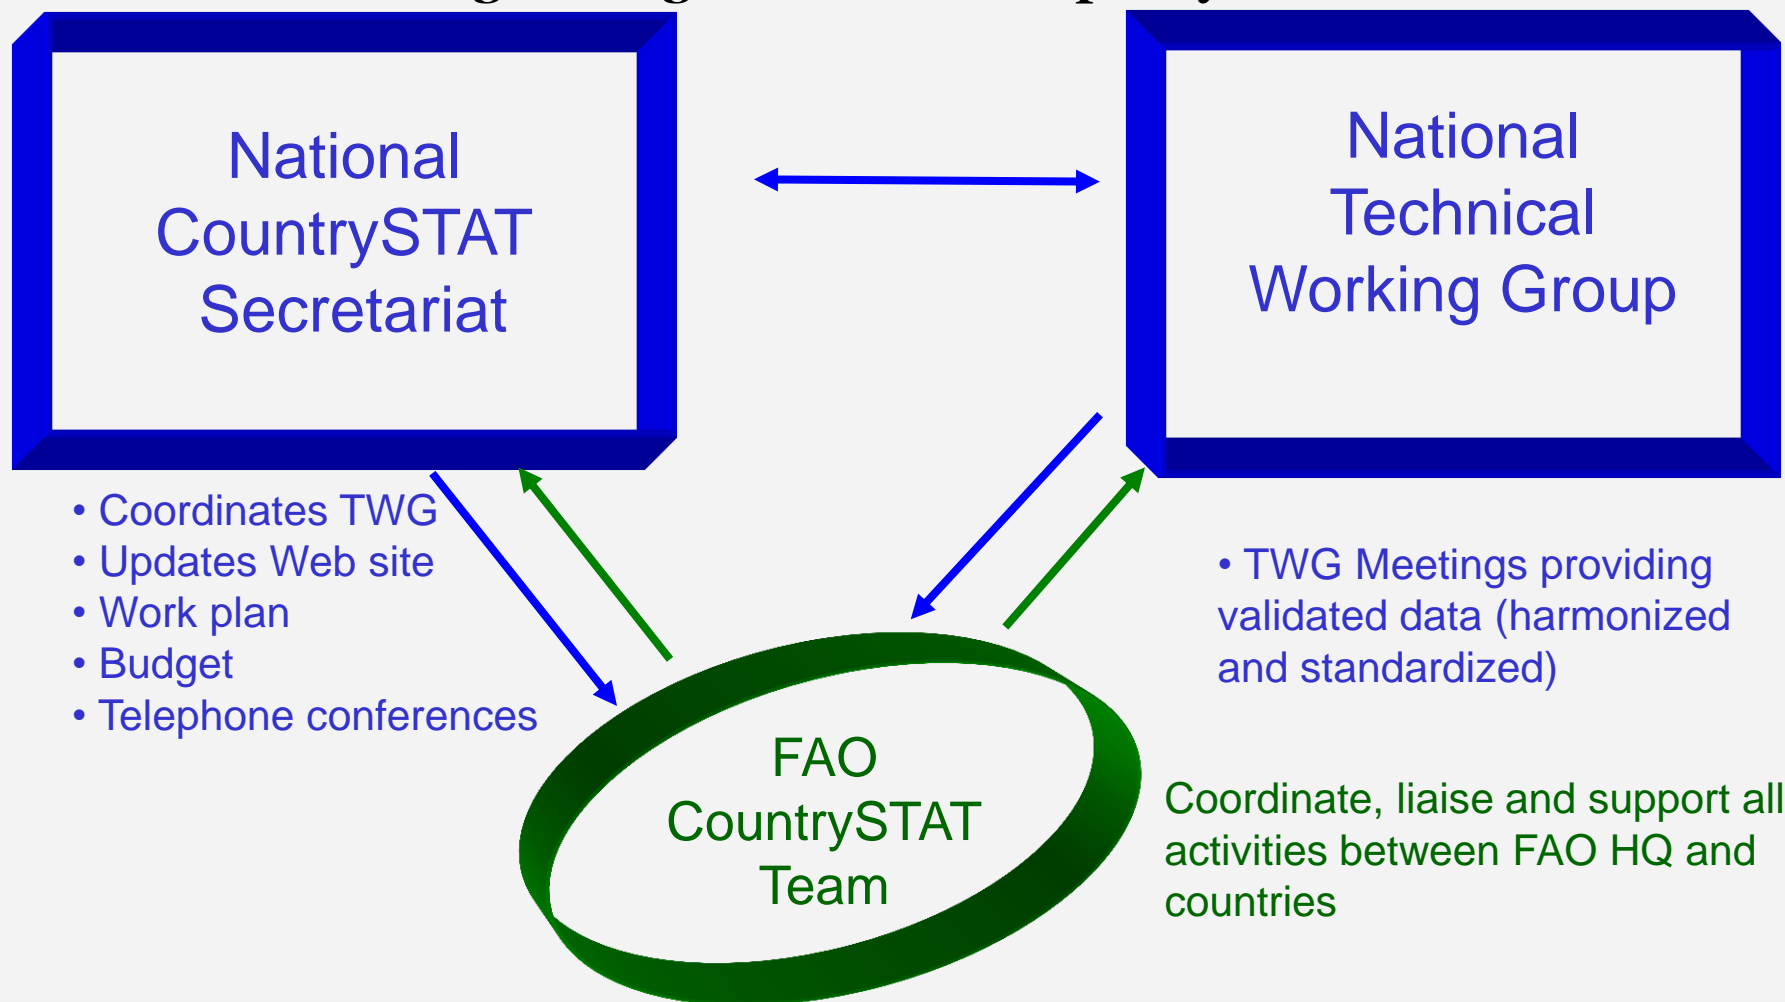 National
CountrySTAT
Secretariat
National
Technical
Working Group
• Coordinates TWG
• Updates Web site
• Work plan
• Budget
• Telephone conferences
• TWG Meetings providing
validated data (harmonized
and standardized)
FAO
CountrySTAT
Team
Coordinate, liaise and support all
activities between FAO HQ and
countries